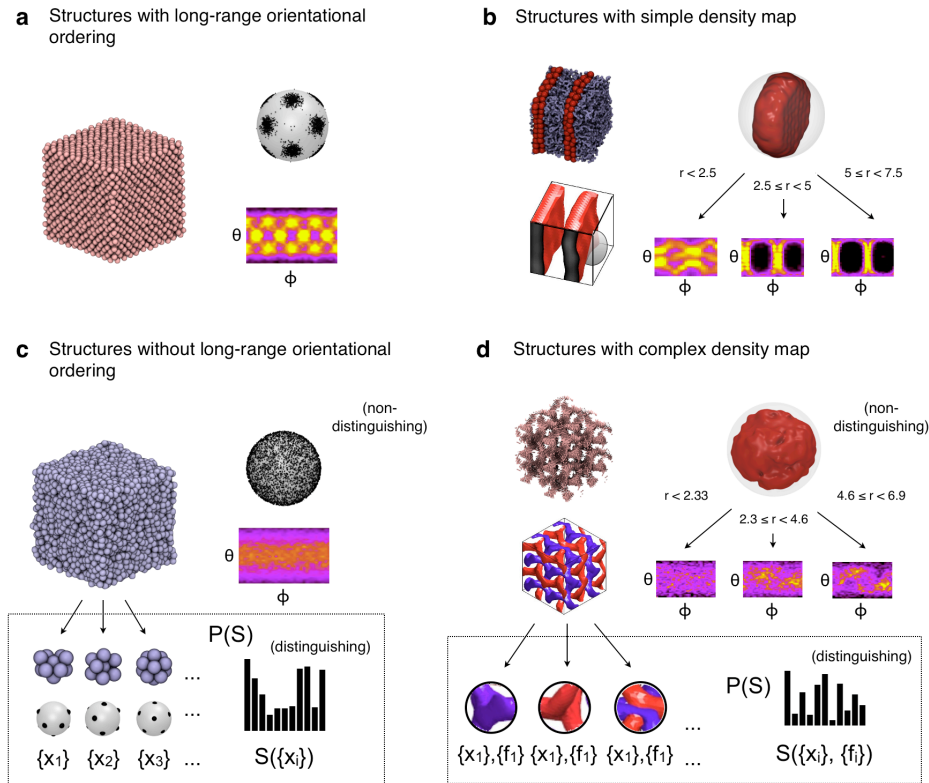 a Structures with long-range orientational
ordering
θ
ϕ
b Structures with simple density map
r < 2.5
2.5 ≤ r < 5
5 ≤ r < 7.5
θ
ϕ
θ
ϕ
θ
ϕ
c Structures without long-range orientational
ordering
(non-
distinguishing)
θ
ϕ
P(S)
(distinguishing)
...
...
{x1} {x2} {x3} ...
S({xi})
d Structures with complex density map
(non-
distinguishing)
r < 2.33
2.3 ≤ r < 4.6
4.6 ≤ r < 6.9
θ
ϕ
θ
ϕ
θ
ϕ
(distinguishing)
P(S)
...
{x1},{f1} {x1},{f1} {x1},{f1} ...
S({xi}, {fi})